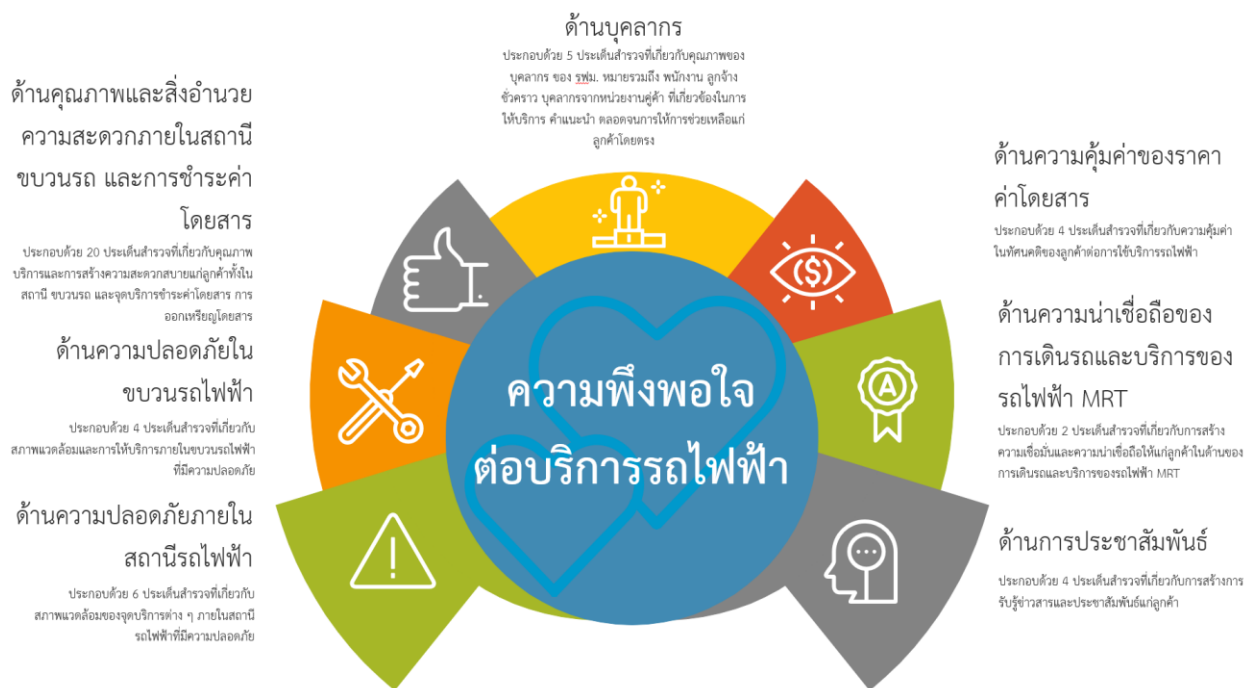 ด้านบุคลากร
ประกอบด้วย 5 ประเด็นสำรวจที่เกี่ยวกับคุณภาพของ
บุคลากร ของ รฟม. หมายรวมถึง พนักงาน ลูกจ้าง
ชั่วคราว บุคลากรจากหน่วยงานคู่ค้า ที่เกี่ยวข้องในการ
ให้บริการ คำแนะนำ ตลอดจนการให้การช่วยเหลือแก่
ลูกค้าโดยตรง
ด้านคุณภาพและสิ่งอำนวย
ความสะดวกภายในสถานี
ขบวนรถ และการชำระค่า
โดยสาร
ประกอบด้วย 20 ประเด็นสำรวจที่เกี่ยวกับคุณภาพ
บริการและการสร้างความสะดวกสบายแก่ลูกค้าทั้งใน
สถานี ขบวนรถ และจุดบริการชำระค่าโดยสาร การ
ออกเหรียญโดยสาร
ด้านความปลอดภัยใน
ขบวนรถไฟฟ้า
ประกอบด้วย 4 ประเด็นสำรวจที่เกี่ยวกับ
สภาพแวดล้อมและการให้บริการภายในขบวนรถไฟฟ้า
ที่มีความปลอดภัย
ด้านความปลอดภัยภายใน
สถานีรถไฟฟ้า
ประกอบด้วย 6 ประเด็นสำรวจที่เกี่ยวกับ
สภาพแวดล้อมของจุดบริการต่าง ๆ ภายในสถานี
รถไฟฟ้าที่มีความปลอดภัย
ความพึงพอใจ
ต่อบริการรถไฟฟ้า
($)
A
ด้านความคุ้มค่าของราคา
ค่าโดยสาร
ประกอบด้วย 4 ประเด็นสำรวจที่เกี่ยวกับความคุ้มค่า
ในทัศนคติของลูกค้าต่อการใช้บริการรถไฟฟ้า
ด้านความน่าเชื่อถือของ
การเดินรถและบริการของ
รถไฟฟ้า MRT
ประกอบด้วย 2 ประเด็นสำรวจที่เกี่ยวกับการสร้าง
ความเชื่อมั่นและความน่าเชื่อถือให้แก่ลูกค้าในด้านของ
การเดินรถและบริการของรถไฟฟ้า MRT
ด้านการประชาสัมพันธ์
ประกอบด้วย 4 ประเด็นสำรวจที่เกี่ยวกับการสร้างการ
รับรู้ข่าวสารและประชาสัมพันธ์แก่ลูกค้า